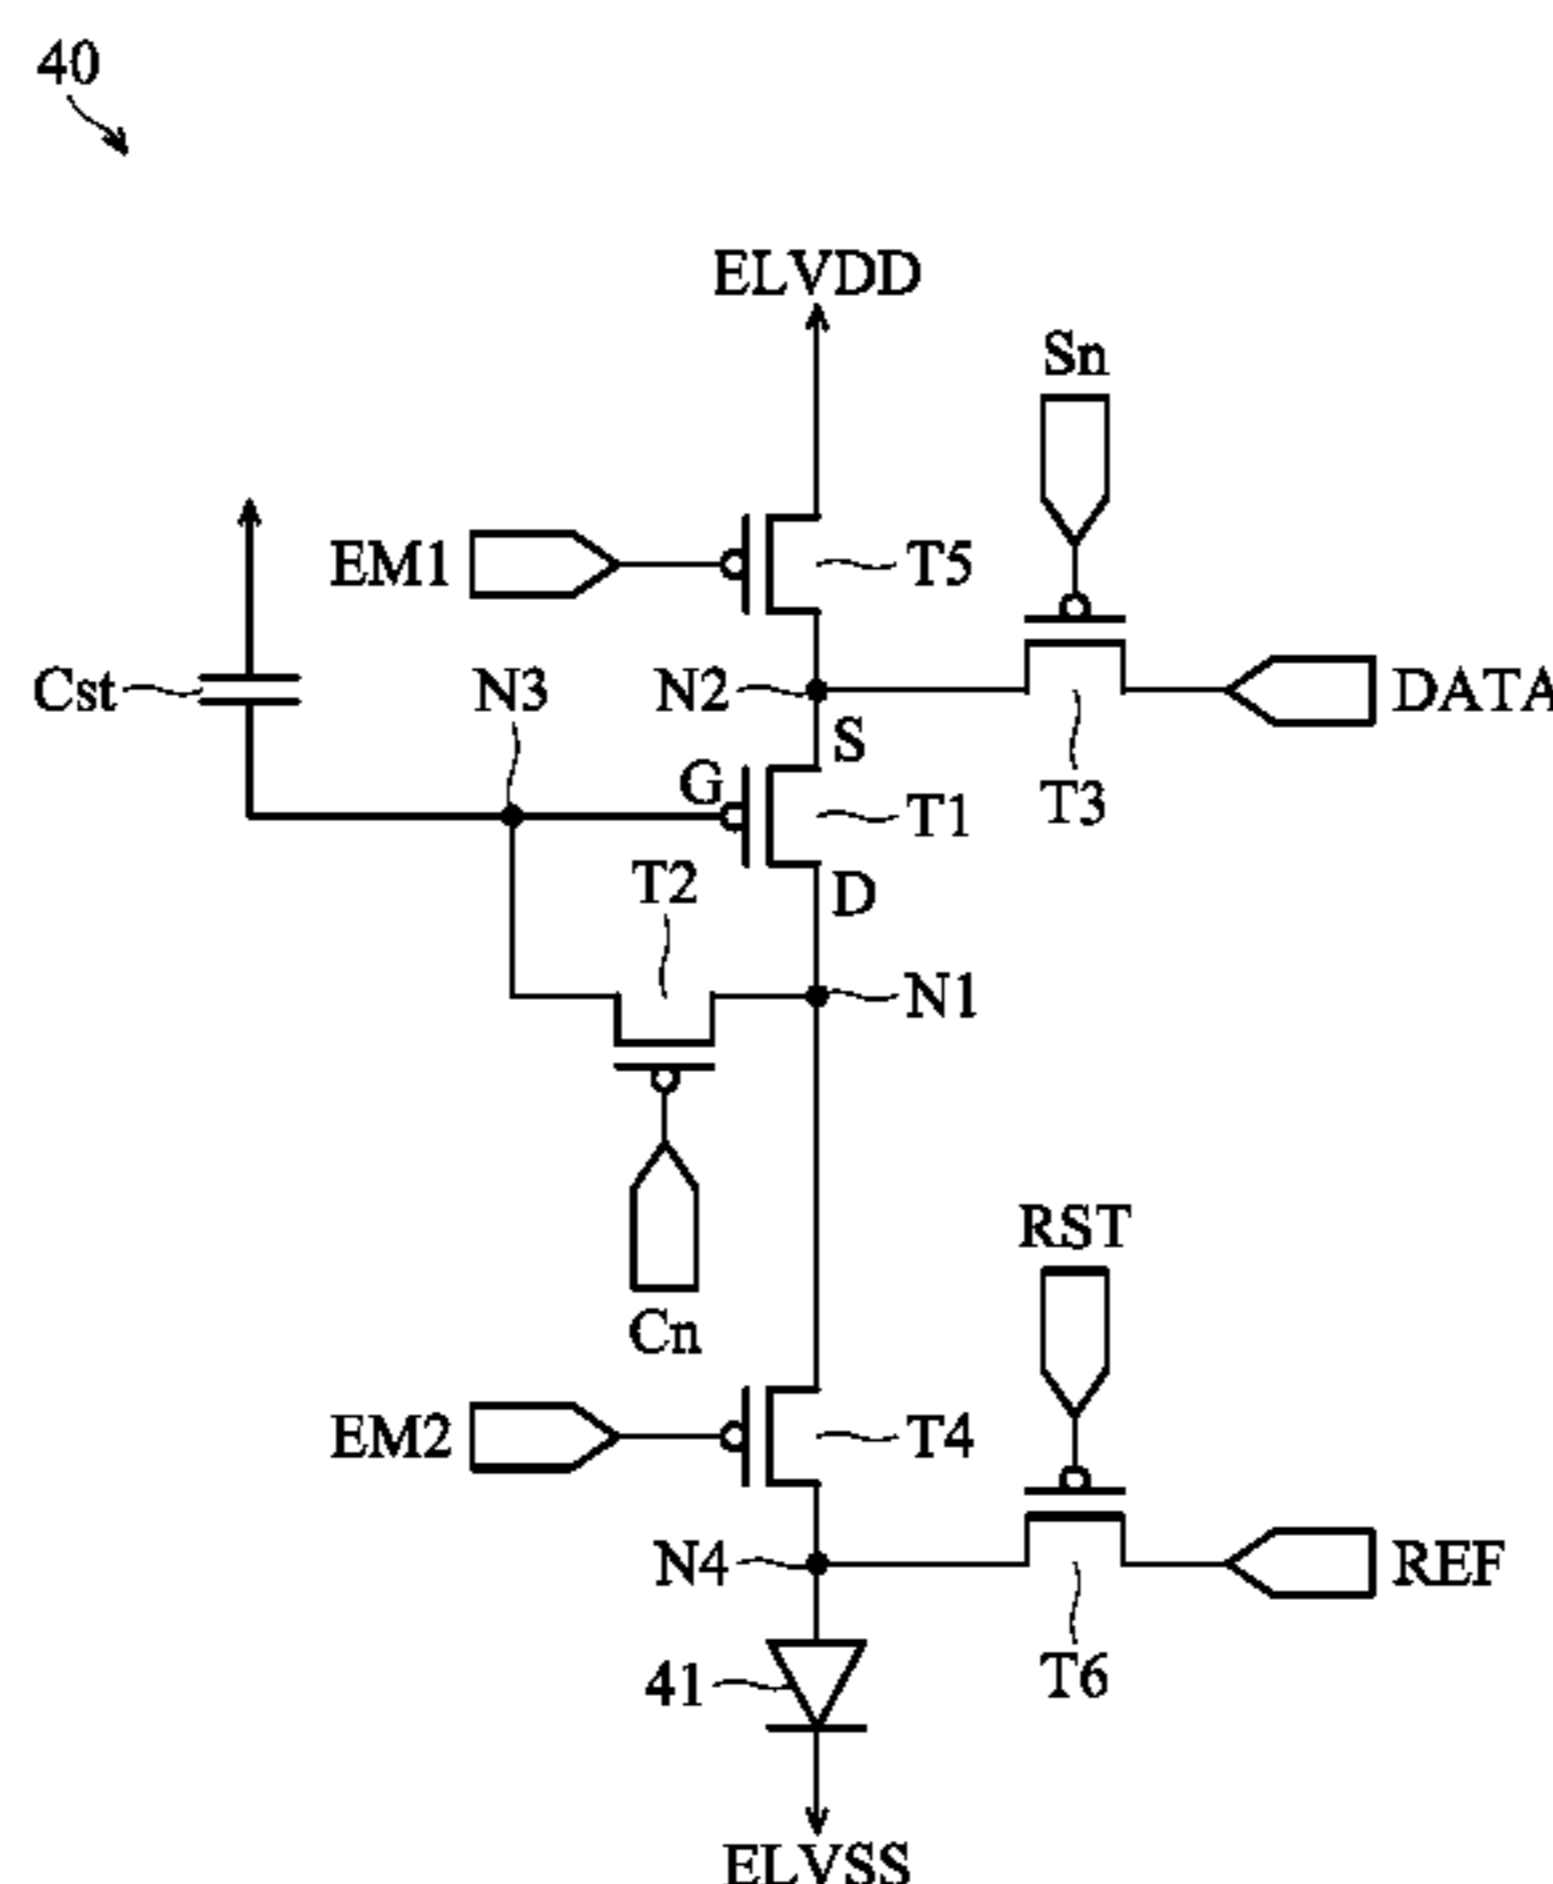 40
ELVDD
Sn
EM1
T5
Cst
N3
N2
DATA
S
G
T1
T3
T2
D
N1
Cn
RST
EM2
T4
N4
REF
41
T6
ELVSS